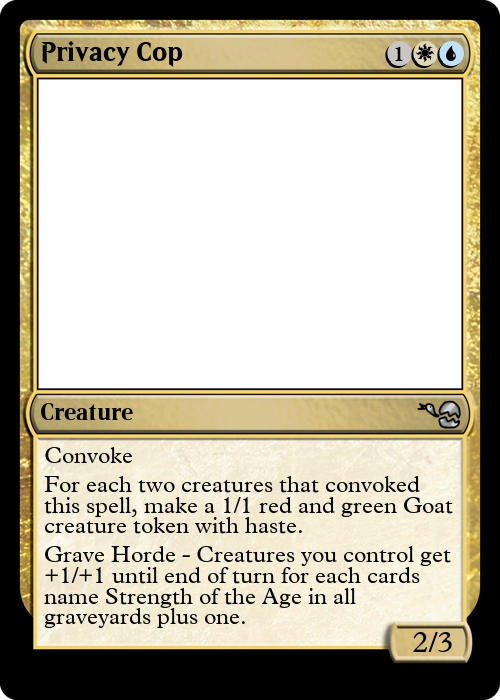 Privacy Cop 1
Creature
Convoke
For each two creatures that convoked
this spell, make a 1/1 red and green Goat
creature token with haste.
Grave Horde - Creatures you control get
+1/+1 until end of turn for each cards
name Strength of the Age in all
graveyards plus one.
2/3